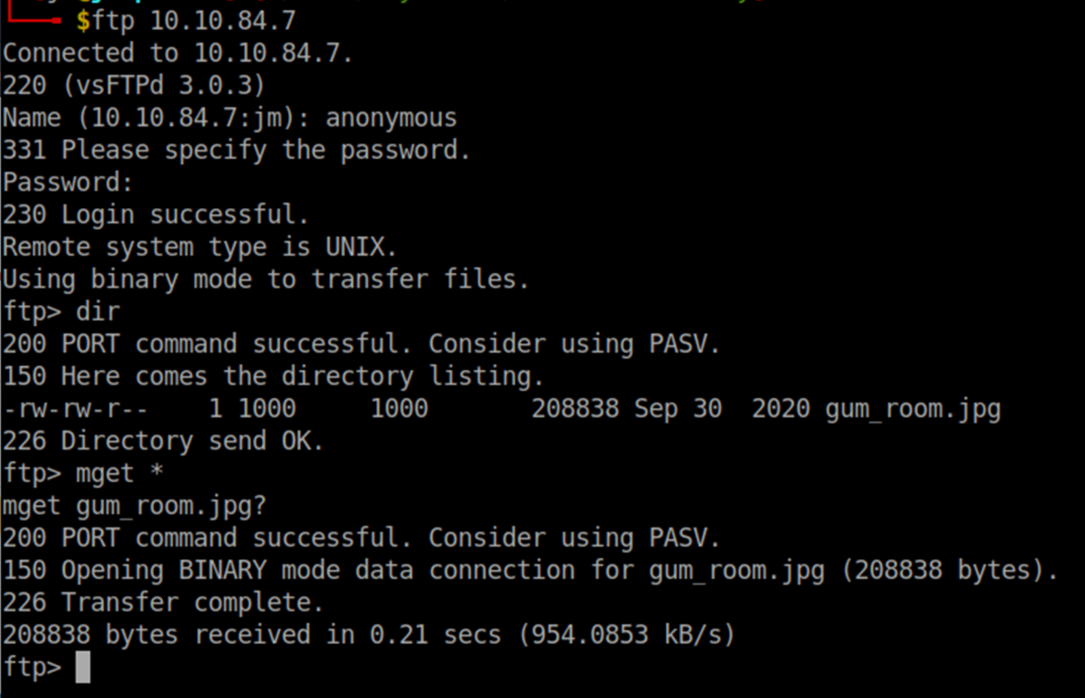 $ftp 10.10.84.7
Connected to 10.10.84.7.
220 (vsFTPd 3.0.3)
Name (10.10.84.7:jm): anonymous
331 Please specify the password.
Password:
230 Login successful.
Remote system type is UNIX.
Using binary mode to transfer files.
ftp> dir
200 PORT command successful. Consider using PASV.
150 Here comes the directory listing.
-rw-rw-r--    1 1000     1000       208838 Sep 30  2020 gum_room.jpg
226 Directory send OK.
ftp> mget *
mget gum_room.jpg?
200 PORT command successful. Consider using PASV.
150 Opening BINARY mode data connection for gum_room.jpg (208838 bytes).
226 Transfer complete.
208838 bytes received in 0.21 secs (954.0853 kB/s)
ftp>